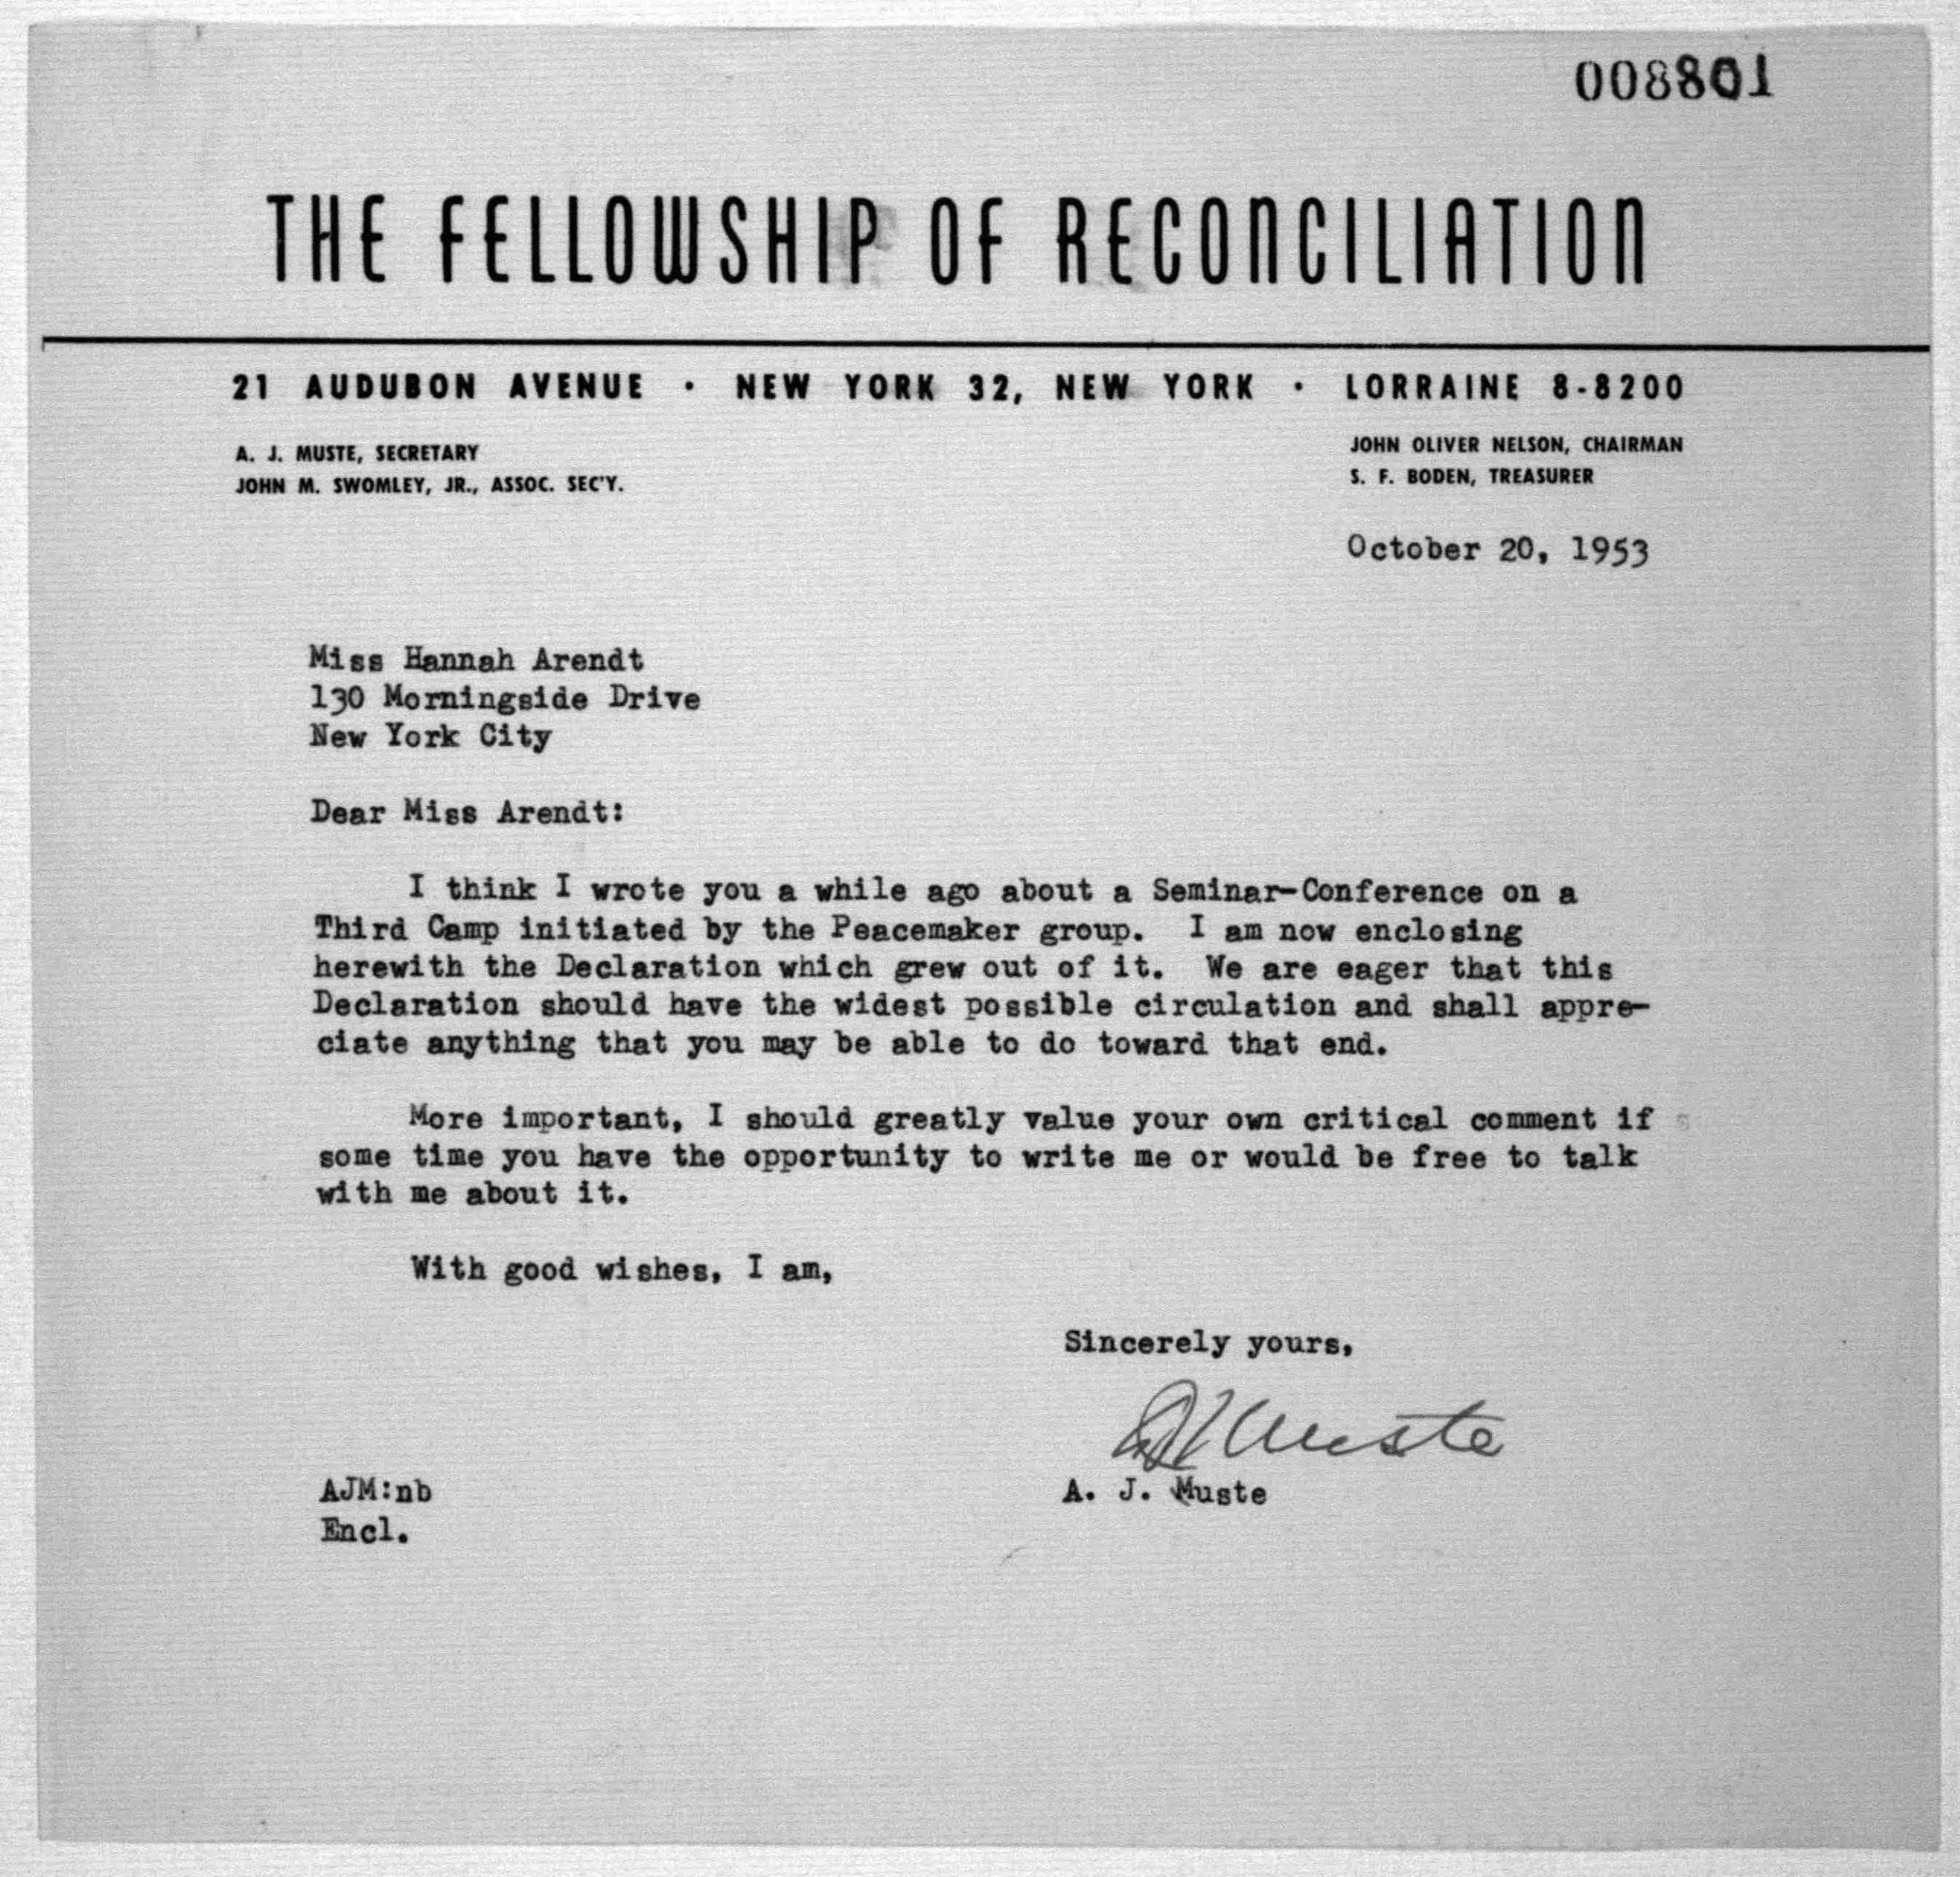 008801
THE FELLOWSHIP OF RECONCILIATION
21 AUDUBON AVENUE · NEW YORK 32, NEW YORK · LORRAINE 8-8200
A. J. MUSTE, SECRETARY
JOHN M. SWOMLEY, JR., ASSOC. SEC'Y.
JOHN OLIVER NELSON, CHAIRMAN
S. F. BODEN, TREASURER
October 20, 1953
Miss Hannah Arendt
130 Morningside Drive
New York City
Dear Miss Arendt:
I think I wrote you a while ago about a Seminar-Conference on a
Third Camp initiated by the Peacemaker group. I am now enclosing
herewith the Declaration which grew out of it. We are eager that this
Declaration should have the widest possible circulation and shall appre-
ciate anything that you may be able to do toward that end.
More important, I should greatly value your own critical comment if
some time you have the opportunity to write me or would be free to talk
with me about it.
With good wishes, I am,
Sincerely yours,
AJ Muste
A. J. Muste
AJM:nb
Encl.